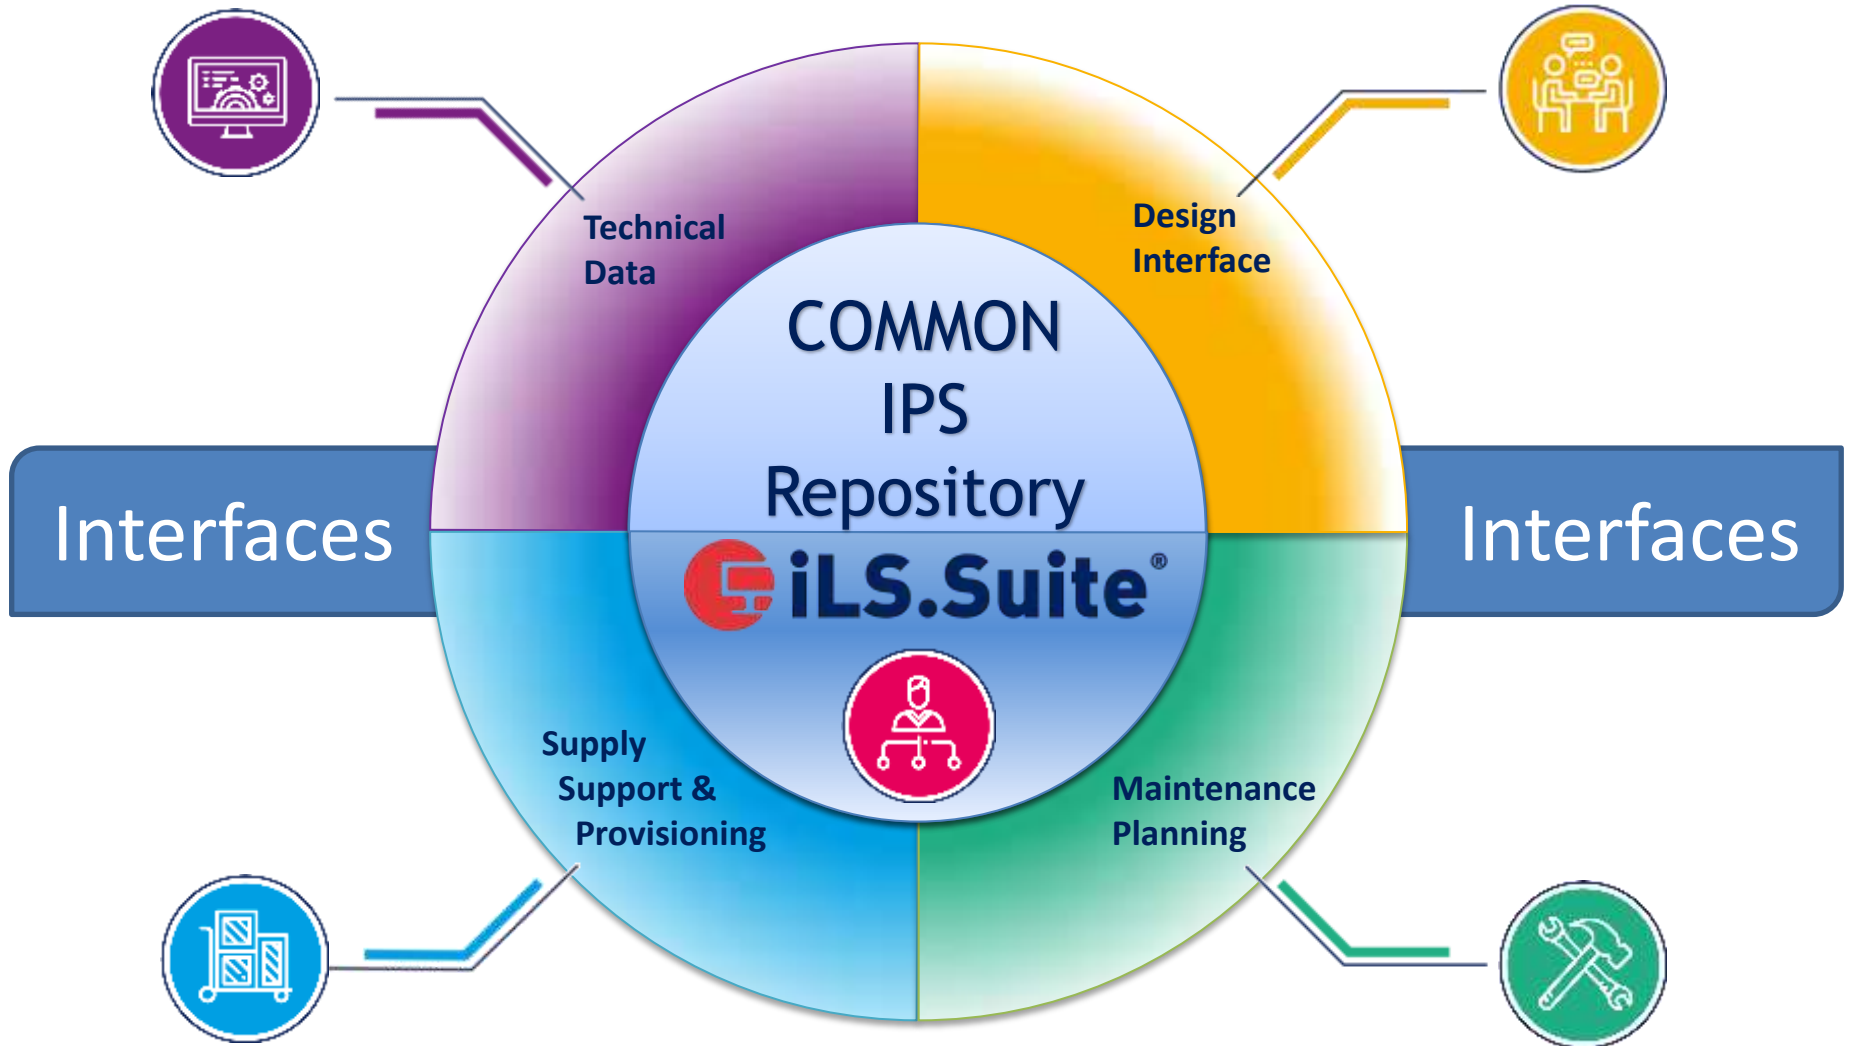 Technical
Data
Design
Interface
COMMON
IPS
Repository
Interfaces
iLS.Suite®
Interfaces
Supply
Support &
Provisioning
Maintenance
Planning